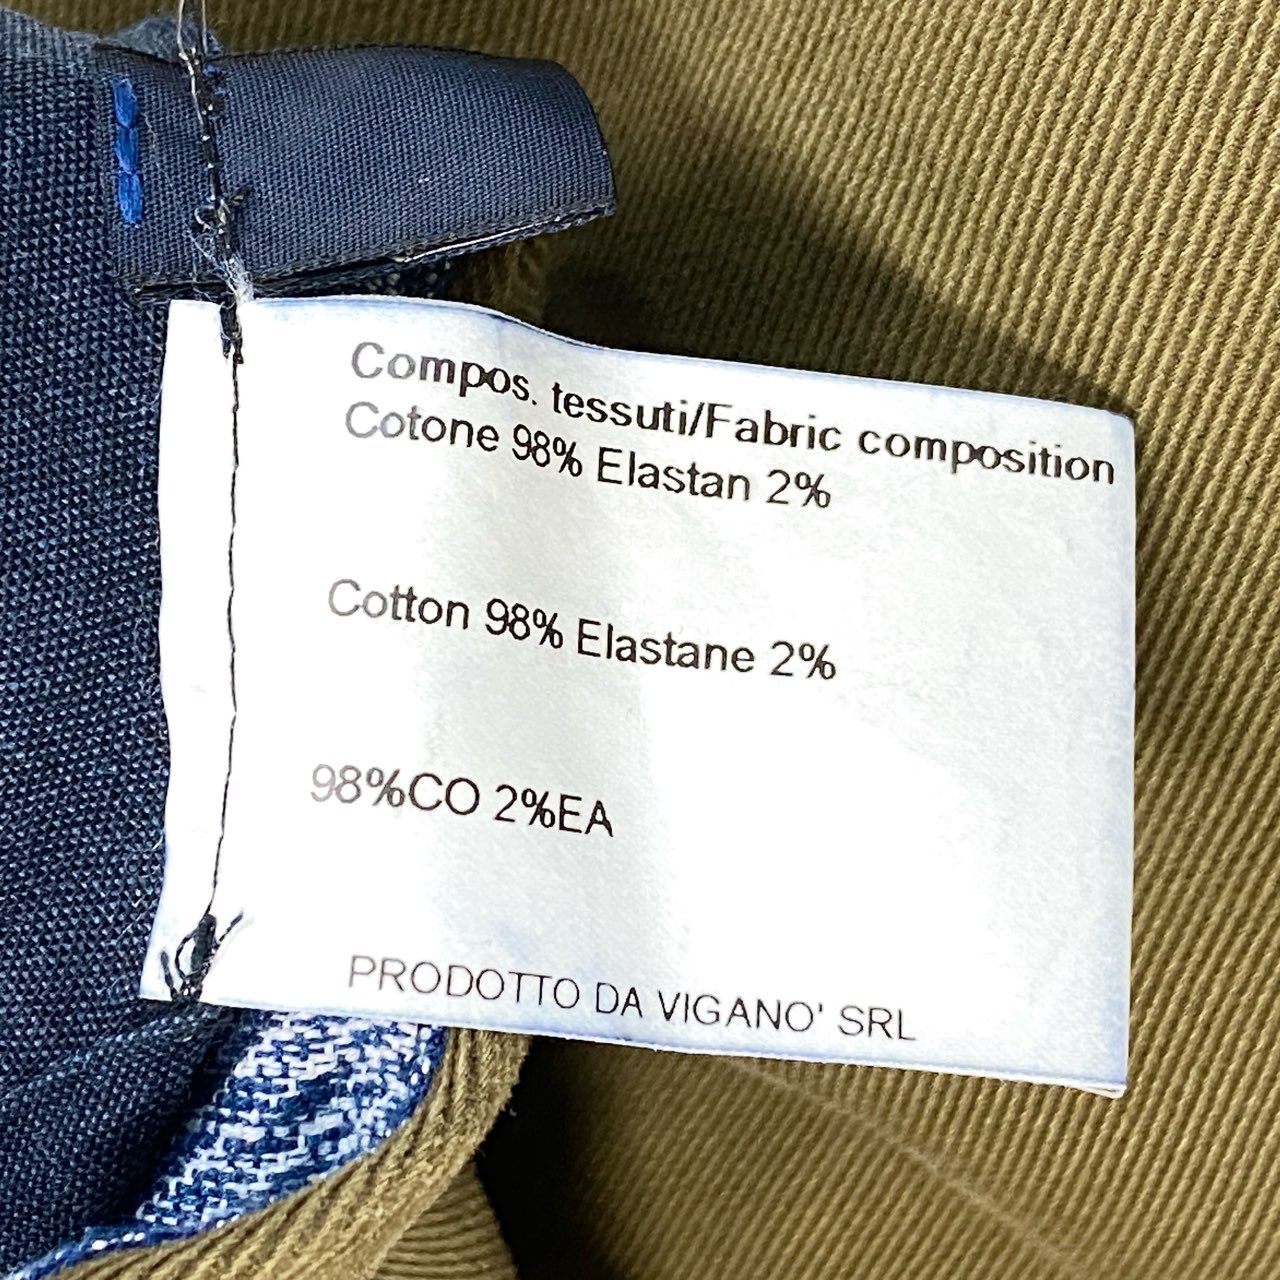 Compos. tessuti/Fabric composition
Cotone 98% Elastan 2%
Cotton 98% Elastane 2%
98%CO 2%EA
PRODOTTO DA VIGANO' SRL